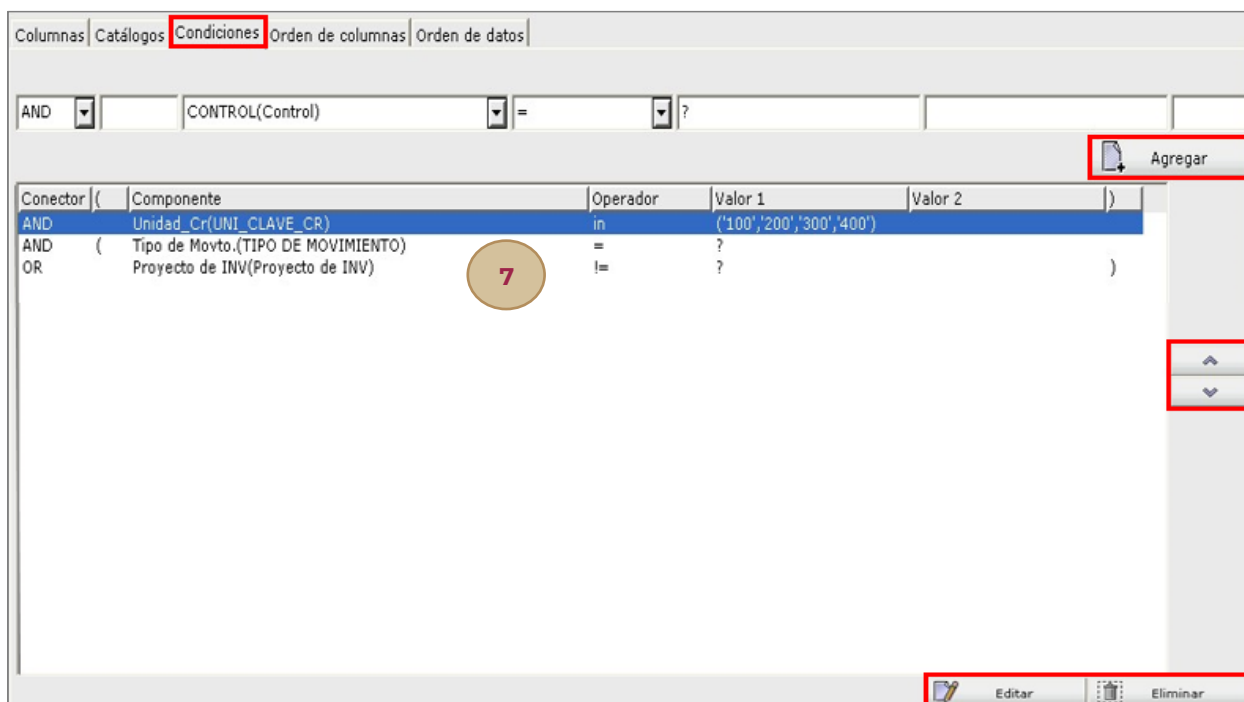 Columnas Catálogos Condiciones Orden de columnas Orden de datos
AND CONTROL(Control) = ?
Agregar
Conector ( Componente Operador Valor 1 Valor 2 )
AND Unidad_Cr(UNI_CLAVE_CR) in ('100','200','300','400')
AND ( Tipo de Movto.(TIPO DE MOVIMIENTO) = ?
OR Proyecto de INV(Proyecto de INV) != ? )
7
Editar Eliminar